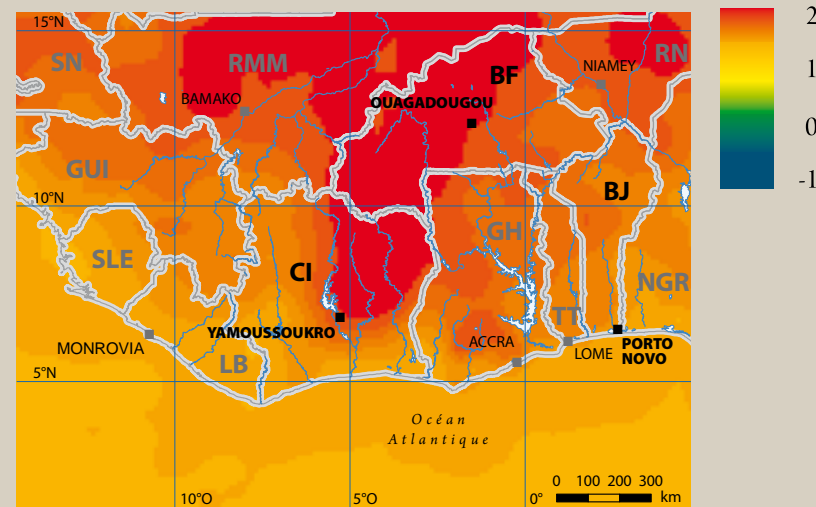 15°N
SN
RMM
BF
NIAMEY
RN
BAMAKO
OUAGADOUGOU
GUI
10°N
BJ
SLE
CI
GH
NGR
TT
YAMOUSSOUKRO
MONROVIA
ACCRA
LOME
PORTO
NOVO
LB
5°N
Océan
Atlantique
0 100 200 300
km
10°O
5°O
0°
2
1
0
-1